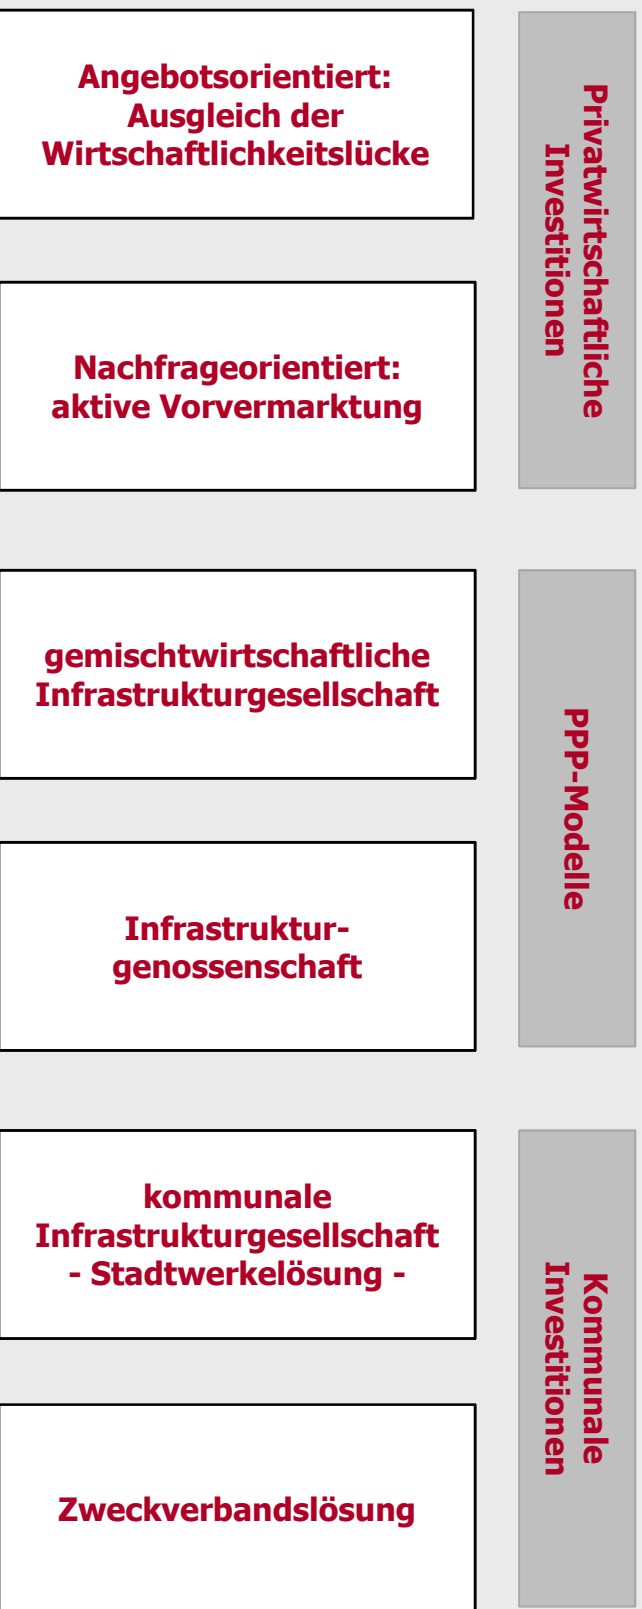 Angebotsorientiert:
Ausgleich der
Wirtschaftlichkeitslücke
Nachfrageorientiert:
aktive Vorvermarktung
Privatwirtschaftliche
Investitionen
gemischtwirtschaftliche
Infrastrukturgesellschaft
Infrastruktur-
genossenschaft
PPP-Modelle
kommunale
Infrastrukturgesellschaft
- Stadtwerkelösung -
Zweckverbandslösung
Kommunale
Investitionen